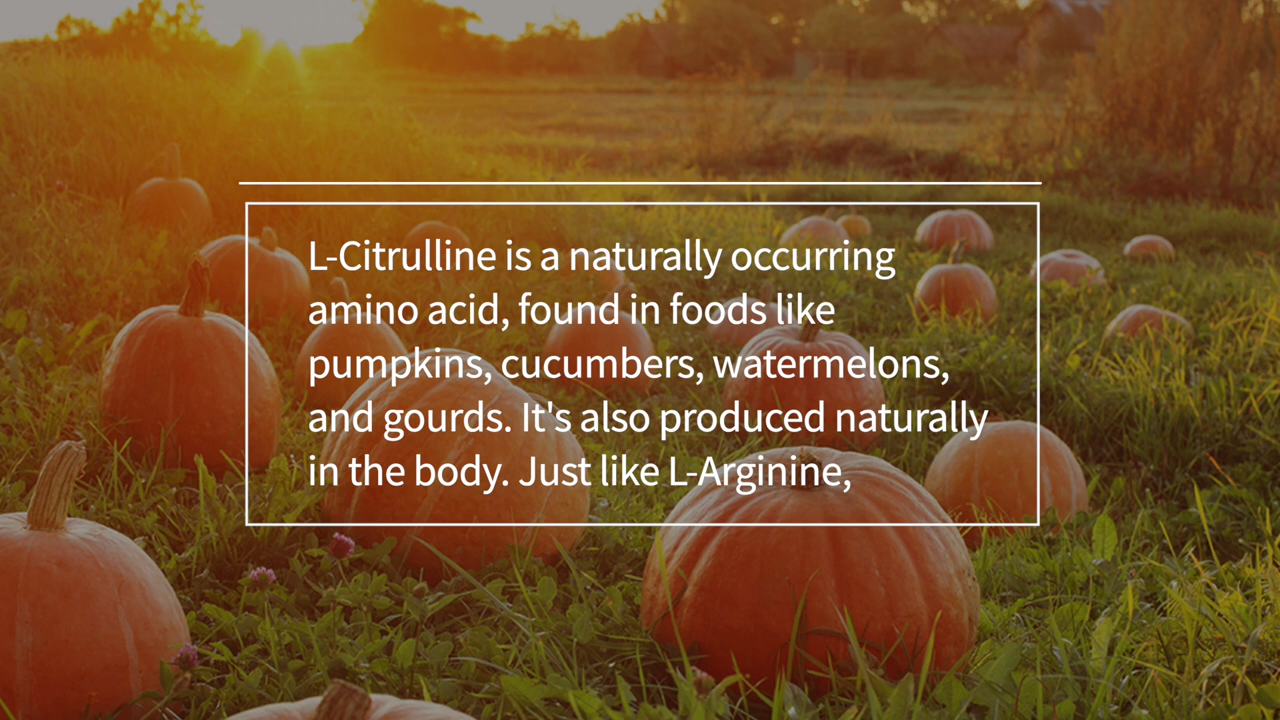 L-Citrulline is a naturally occurring
amino acid, found in foods like
pumpkins, cucumbers, watermelons,
and gourds. It's also produced naturally
in the body. Just like L-Arginine,